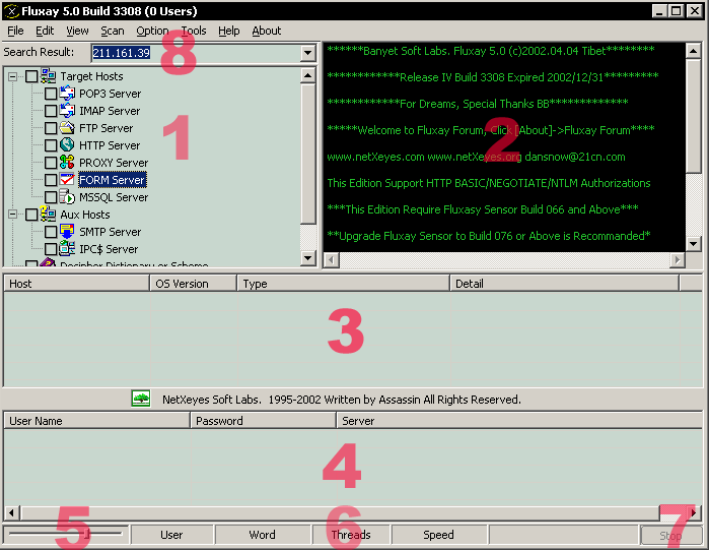 Fluxay 5.0 Build 3308 (0 Users)
File Edit View Scan Option Tools Help About
Search Result: 211.161.39
8
Target Hosts
POP3 Server
IMAP Server
FTP Server
HTTP Server
PROXY Server
FORM Server
MSSQL Server
Aux Hosts
SMTP Server
IPC$ Server
Decipher Dictionary or Scheme
1
******Banyet Soft Labs. Fluxay 5.0 (c)2002.04.04 Tibet********
************Release IV Build 3308 Expired 2002/12/31*********
************For Dreams, Special Thanks BB*************
*****Welcome to Fluxay Forum, Click [About]->Fluxay Forum****
www.netXeyes.com www.netXeyes.org dansnow@21cn.com
This Edition Support HTTP BASIC/NEGOTIATE/NTLM Authorizations
***This Edition Require Fluxasy Sensor Build 066 and Above***
**Upgrade Fluxay Sensor to Build 076 or Above is Recommanded*
2
Host OS Version Type Detail
3
NetXeyes Soft Labs. 1995-2002 Written by Assassin All Rights Reserved.
User Name Password Server
4
5
User Word Threads Speed Stop
6
7